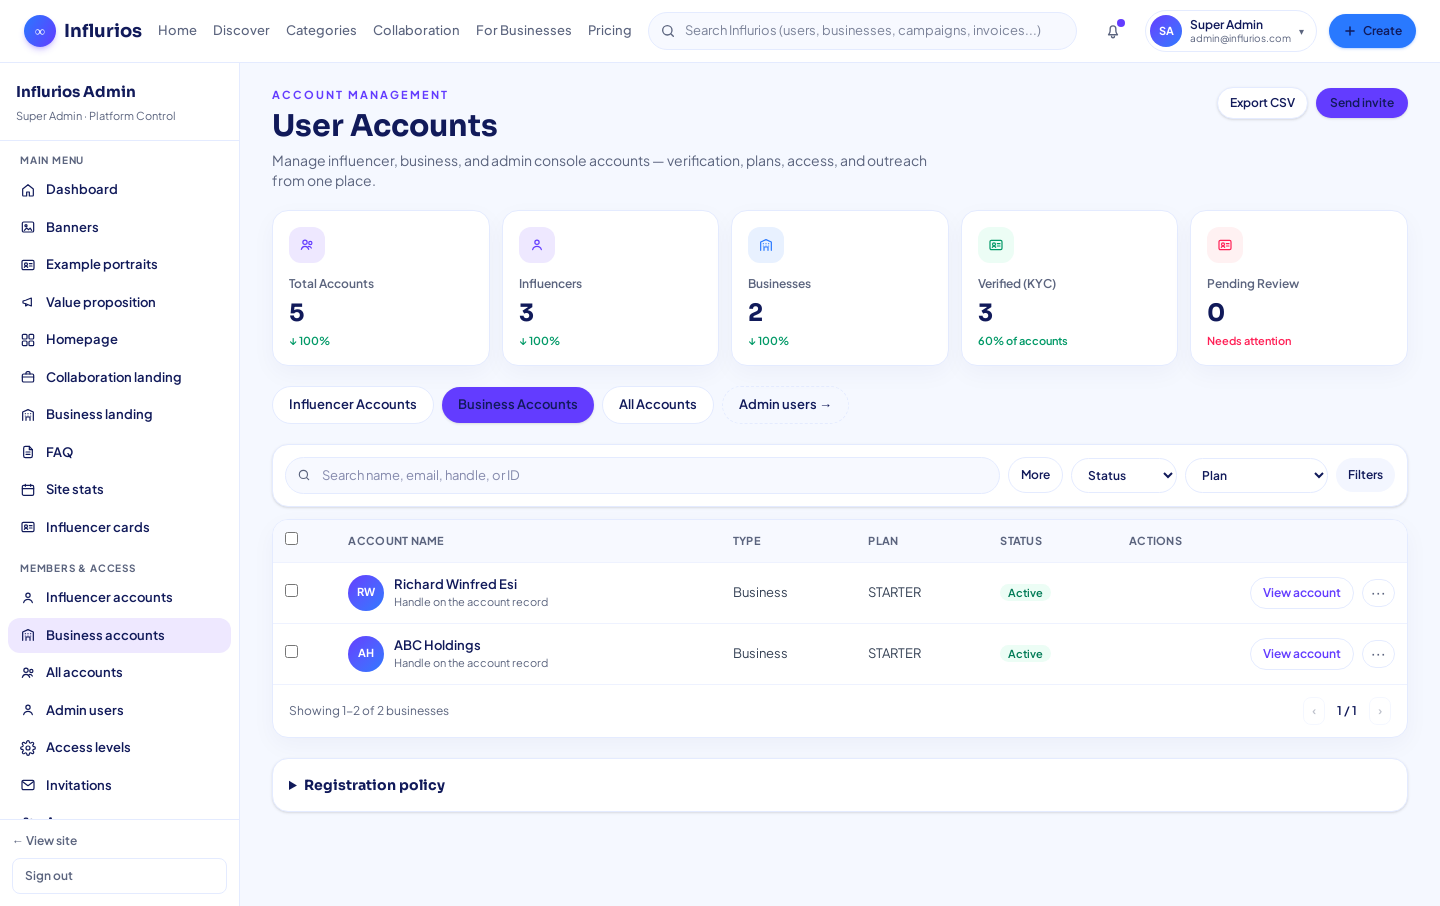 ∞ Influrios Home Discover Categories Collaboration For Businesses Pricing Search Influrios (users, businesses, campaigns, invoices...) SA Super Admin ▾ + Create
admin@influrios.com
Influrios Admin
Super Admin · Platform Control
MAIN MENU
Dashboard
Banners
Example portraits
Value proposition
Homepage
Collaboration landing
Business landing
FAQ
Site stats
Influencer cards
MEMBERS & ACCESS
Influencer accounts
Business accounts
All accounts
Admin users
Access levels
Invitations
← View site
Sign out
ACCOUNT MANAGEMENT
User Accounts
Manage influencer, business, and admin console accounts — verification, plans, access, and outreach
from one place.
Export CSV Send invite
Total Accounts
5
↓ 100%
Influencers
3
↓ 100%
Businesses
2
↓ 100%
Verified (KYC)
3
60% of accounts
Pending Review
0
Needs attention
Influencer Accounts Business Accounts All Accounts Admin users →
Search name, email, handle, or ID More Status Plan Filters
ACCOUNT NAME TYPE PLAN STATUS ACTIONS
RW Richard Winfred Esi Business STARTER Active View account ···
Handle on the account record
AH ABC Holdings Business STARTER Active View account ···
Handle on the account record
Showing 1–2 of 2 businesses ‹ 1 / 1 ›
▶ Registration policy